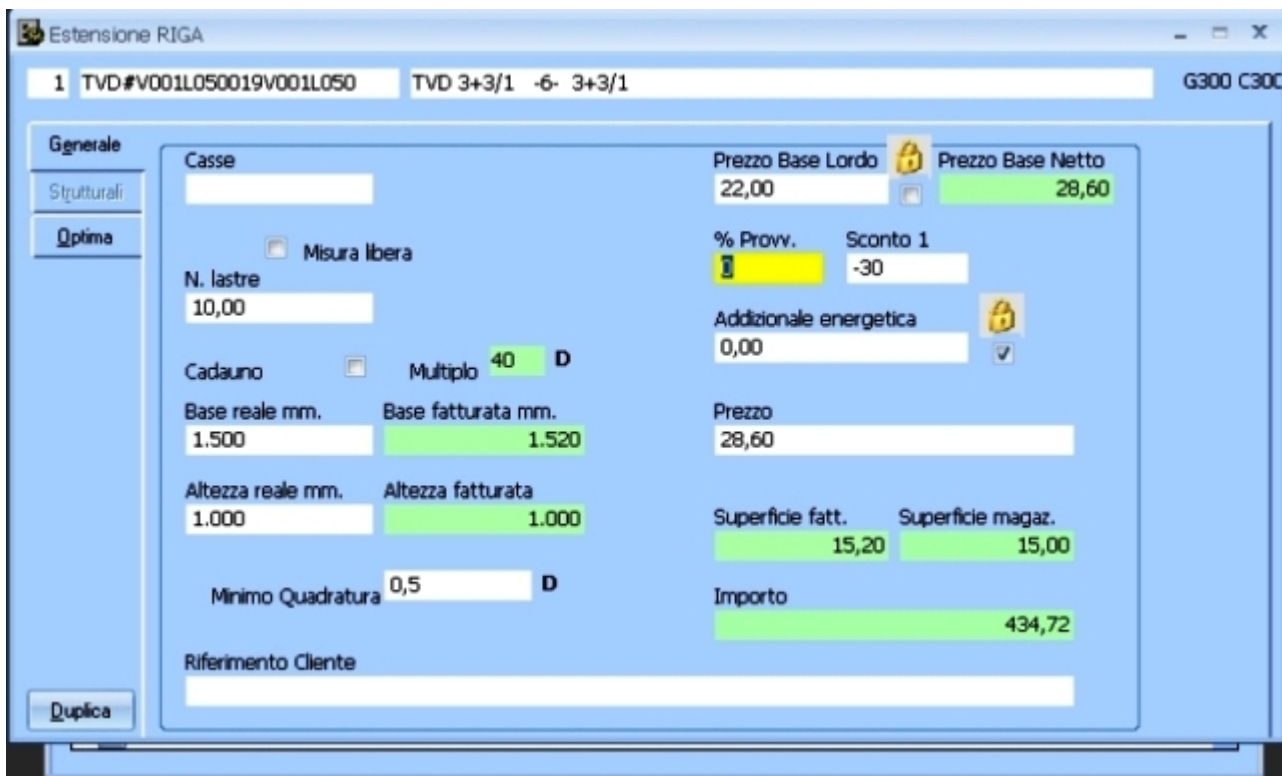 Estensione RIGA
1 TVD#V001L050019V001L050 TVD 3+3/1 -6- 3+3/1 G300 C300
Generale
Strutturali
Optima
Casse
Prezzo Base Lordo Prezzo Base Netto
22,00 28,60
Misura libera
% Provv. Sconto 1
0 -30
N. lastre
10,00
Addizionale energetica
0,00
Cadauno Multiplo 40 D
Base reale mm. Base fatturata mm.
1.500 1.520
Prezzo
28,60
Altezza reale mm. Altezza fatturata
1.000 1.000
Superficie fatt. Superficie magaz.
15,20 15,00
Minimo Quadratura 0,5 D
Importo
434,72
Riferimento Cliente
Duplica